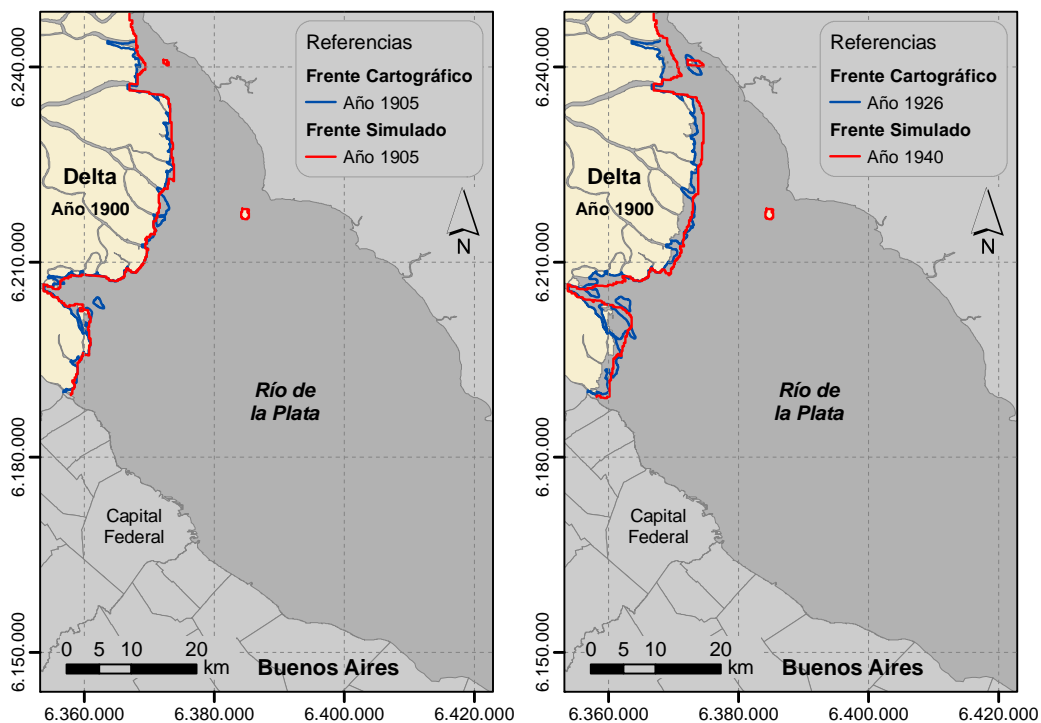 Referencias
Frente Cartográfico
Año 1905
Frente Simulado
Año 1905
Delta
Año 1900
N
Río de
la Plata
Capital
Federal
0 5 10 20
km
Buenos Aires
6.240.000
6.210.000
6.180.000
6.150.000
6.360.000 6.380.000 6.400.000 6.420.000
Referencias
Frente Cartográfico
Año 1926
Frente Simulado
Año 1940
Delta
Año 1900
N
Río de
la Plata
Capital
Federal
0 5 10 20
km
Buenos Aires
6.240.000
6.210.000
6.180.000
6.150.000
6.360.000 6.380.000 6.400.000 6.420.000